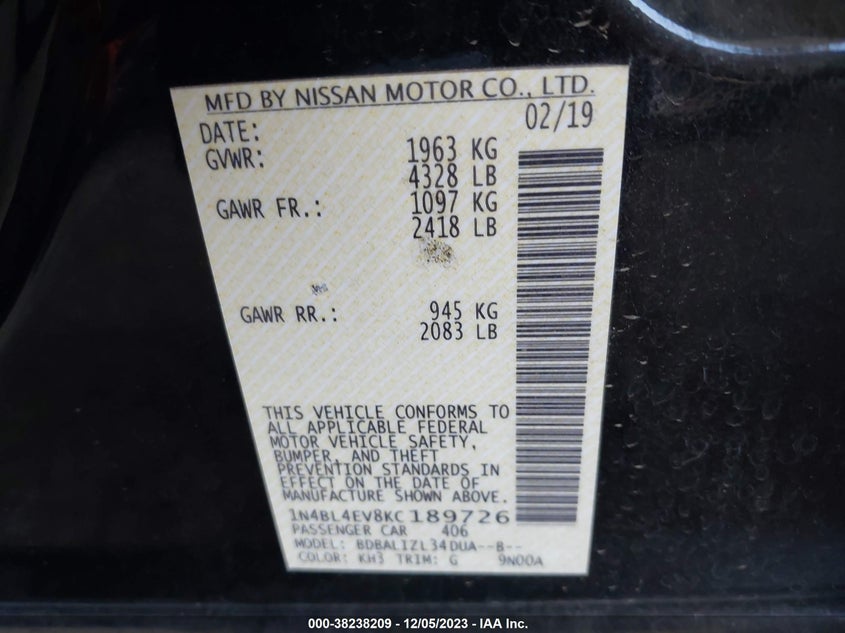 MFD BY NISSAN MOTOR CO., LTD.
DATE: 02/19
GVWR: 1963 KG
4328 LB
GAWR FR.: 1097 KG
2418 LB
GAWR RR.: 945 KG
2083 LB
THIS VEHICLE CONFORMS TO
ALL APPLICABLE FEDERAL
MOTOR VEHICLE SAFETY,
BUMPER, AND THEFT
PREVENTION STANDARDS IN
EFFECT ON THE DATE OF
MANUFACTURE SHOWN ABOVE.
1N4BL4EV8KC189726
PASSENGER CAR 406
MODEL: BDBALIZL34DUA--B--
COLOR: KH3 TRIM: G 9N00A
000-38238209 - 12/05/2023 - IAA Inc.